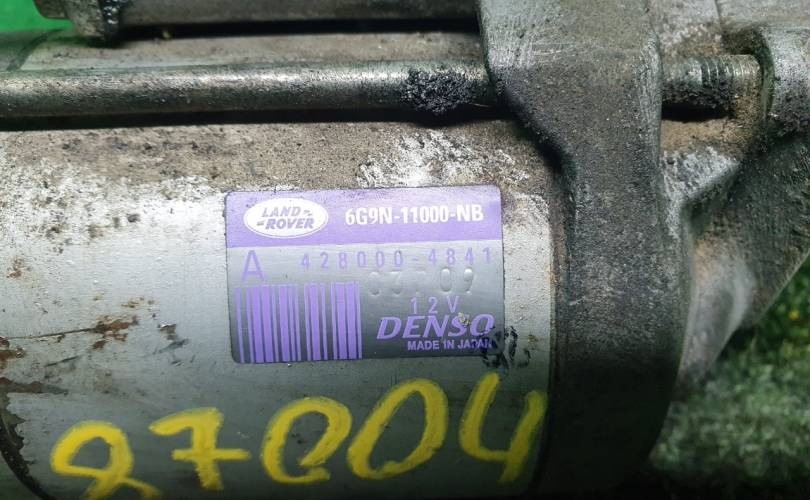 LAND
ROVER
6G9N-11000-NB
A 428000-4841
12V
DENSO
MADE IN JAPAN
87004